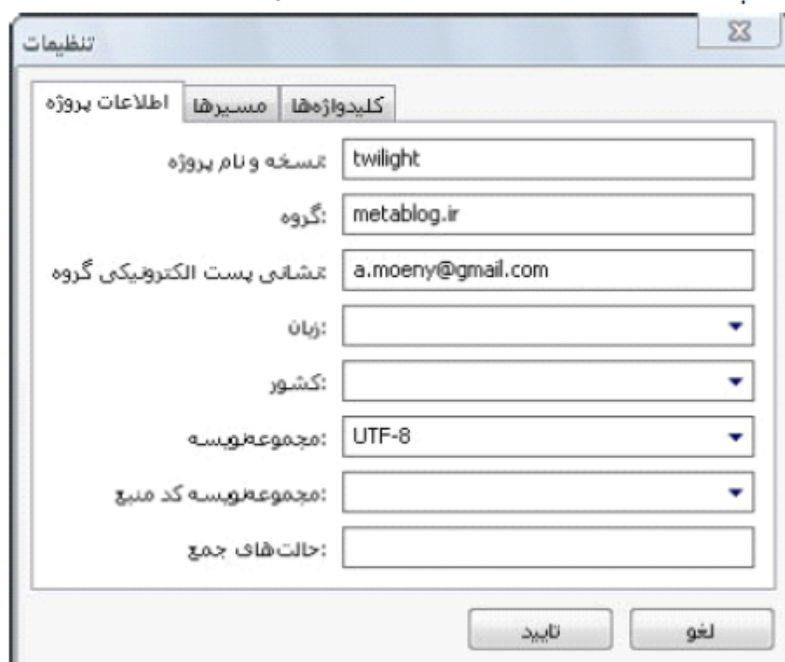 تنظیمات
اطلاعات پروژه
مسیرها
کلیدواژه‌ها
نسخه و نام پروژه:
twilight
گروه:
metablog.ir
نشانی پست الکترونیکی گروه:
a.moeny@gmail.com
زبان:
کشور:
مجموعه‌نویسه:
UTF-8
مجموعه‌نویسه کد منبع:
حالت‌های جمع:
تایید
لغو